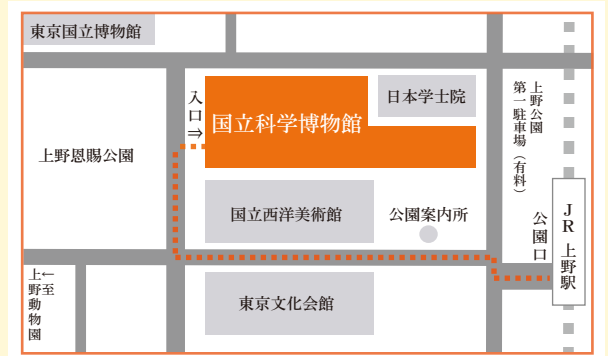 東京国立博物館
日本学士院
入口⇒
国立科学博物館
上野公園
第一駐車場（有料）
上野恩賜公園
国立西洋美術館
公園案内所
公園口
JR 上野駅
←至
上野動物園
東京文化会館